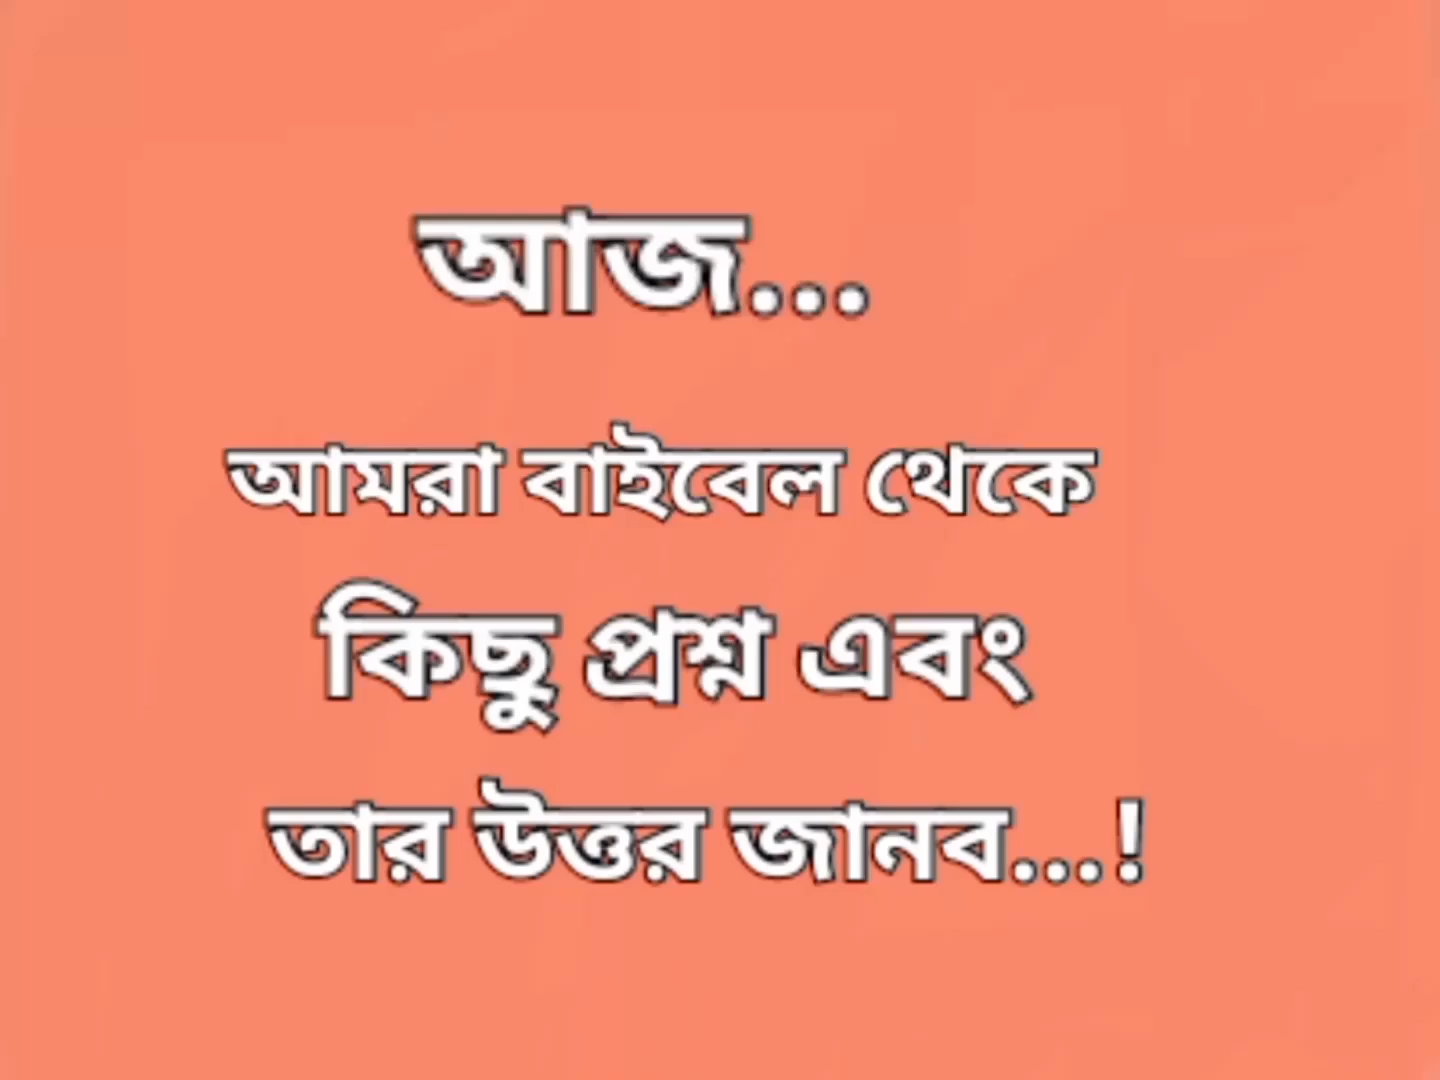 আজ...
আমরা বাইবেল থেকে
কিছু প্রশ্ন এবং
তার উত্তর জানব...!